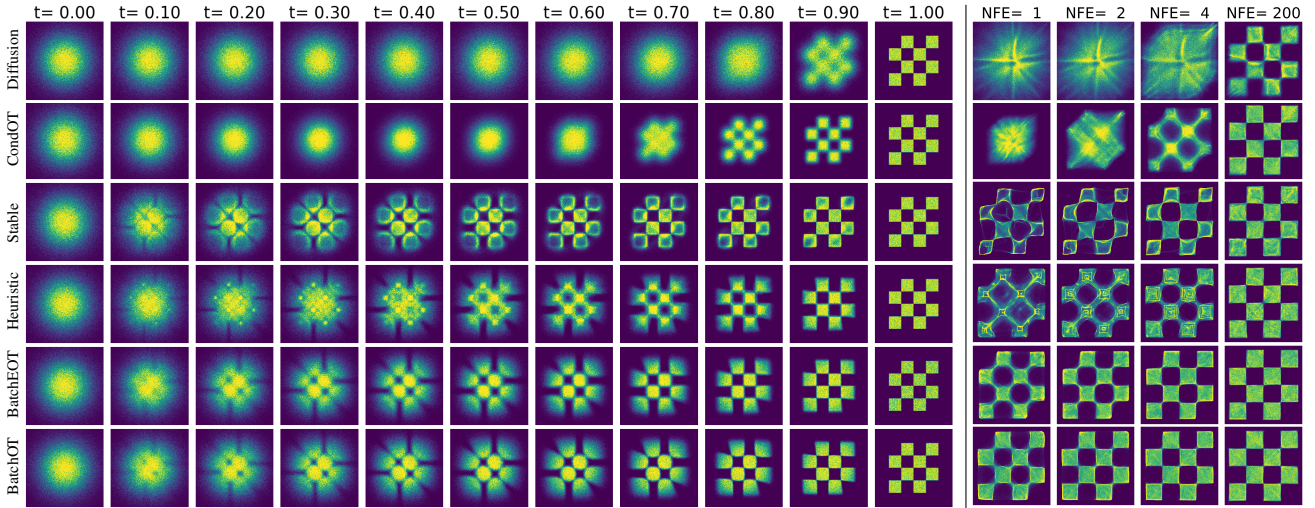 t= 0.00 t= 0.10 t= 0.20 t= 0.30 t= 0.40 t= 0.50 t= 0.60 t= 0.70 t= 0.80 t= 0.90 t= 1.00 NFE= 1 NFE= 2 NFE= 4 NFE= 200
Diffusion
CondOT
Stable
Heuristic
BatchEOT
BatchOT